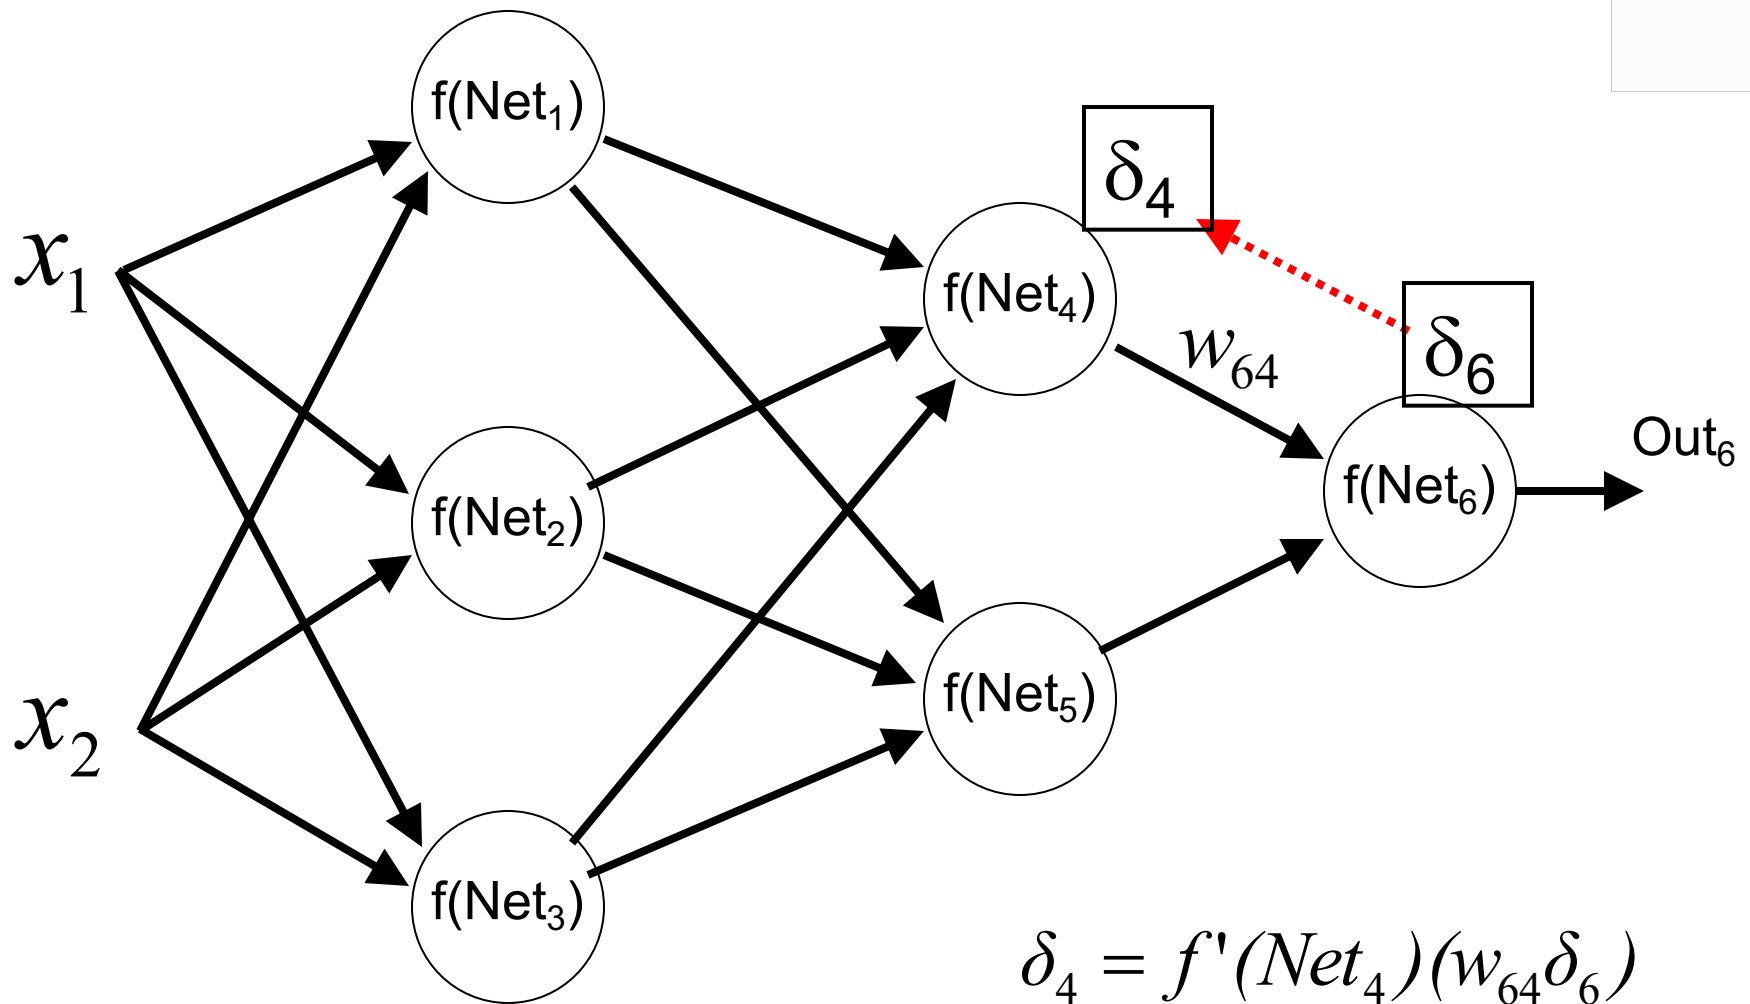 f(Net₁)
δ₄
x₁
f(Net₄)
w₆₄
δ₆
Out₆
f(Net₂)
f(Net₆)
x₂
f(Net₅)
f(Net₃)
δ₄ = f '(Net₄)(w₆₄δ₆)